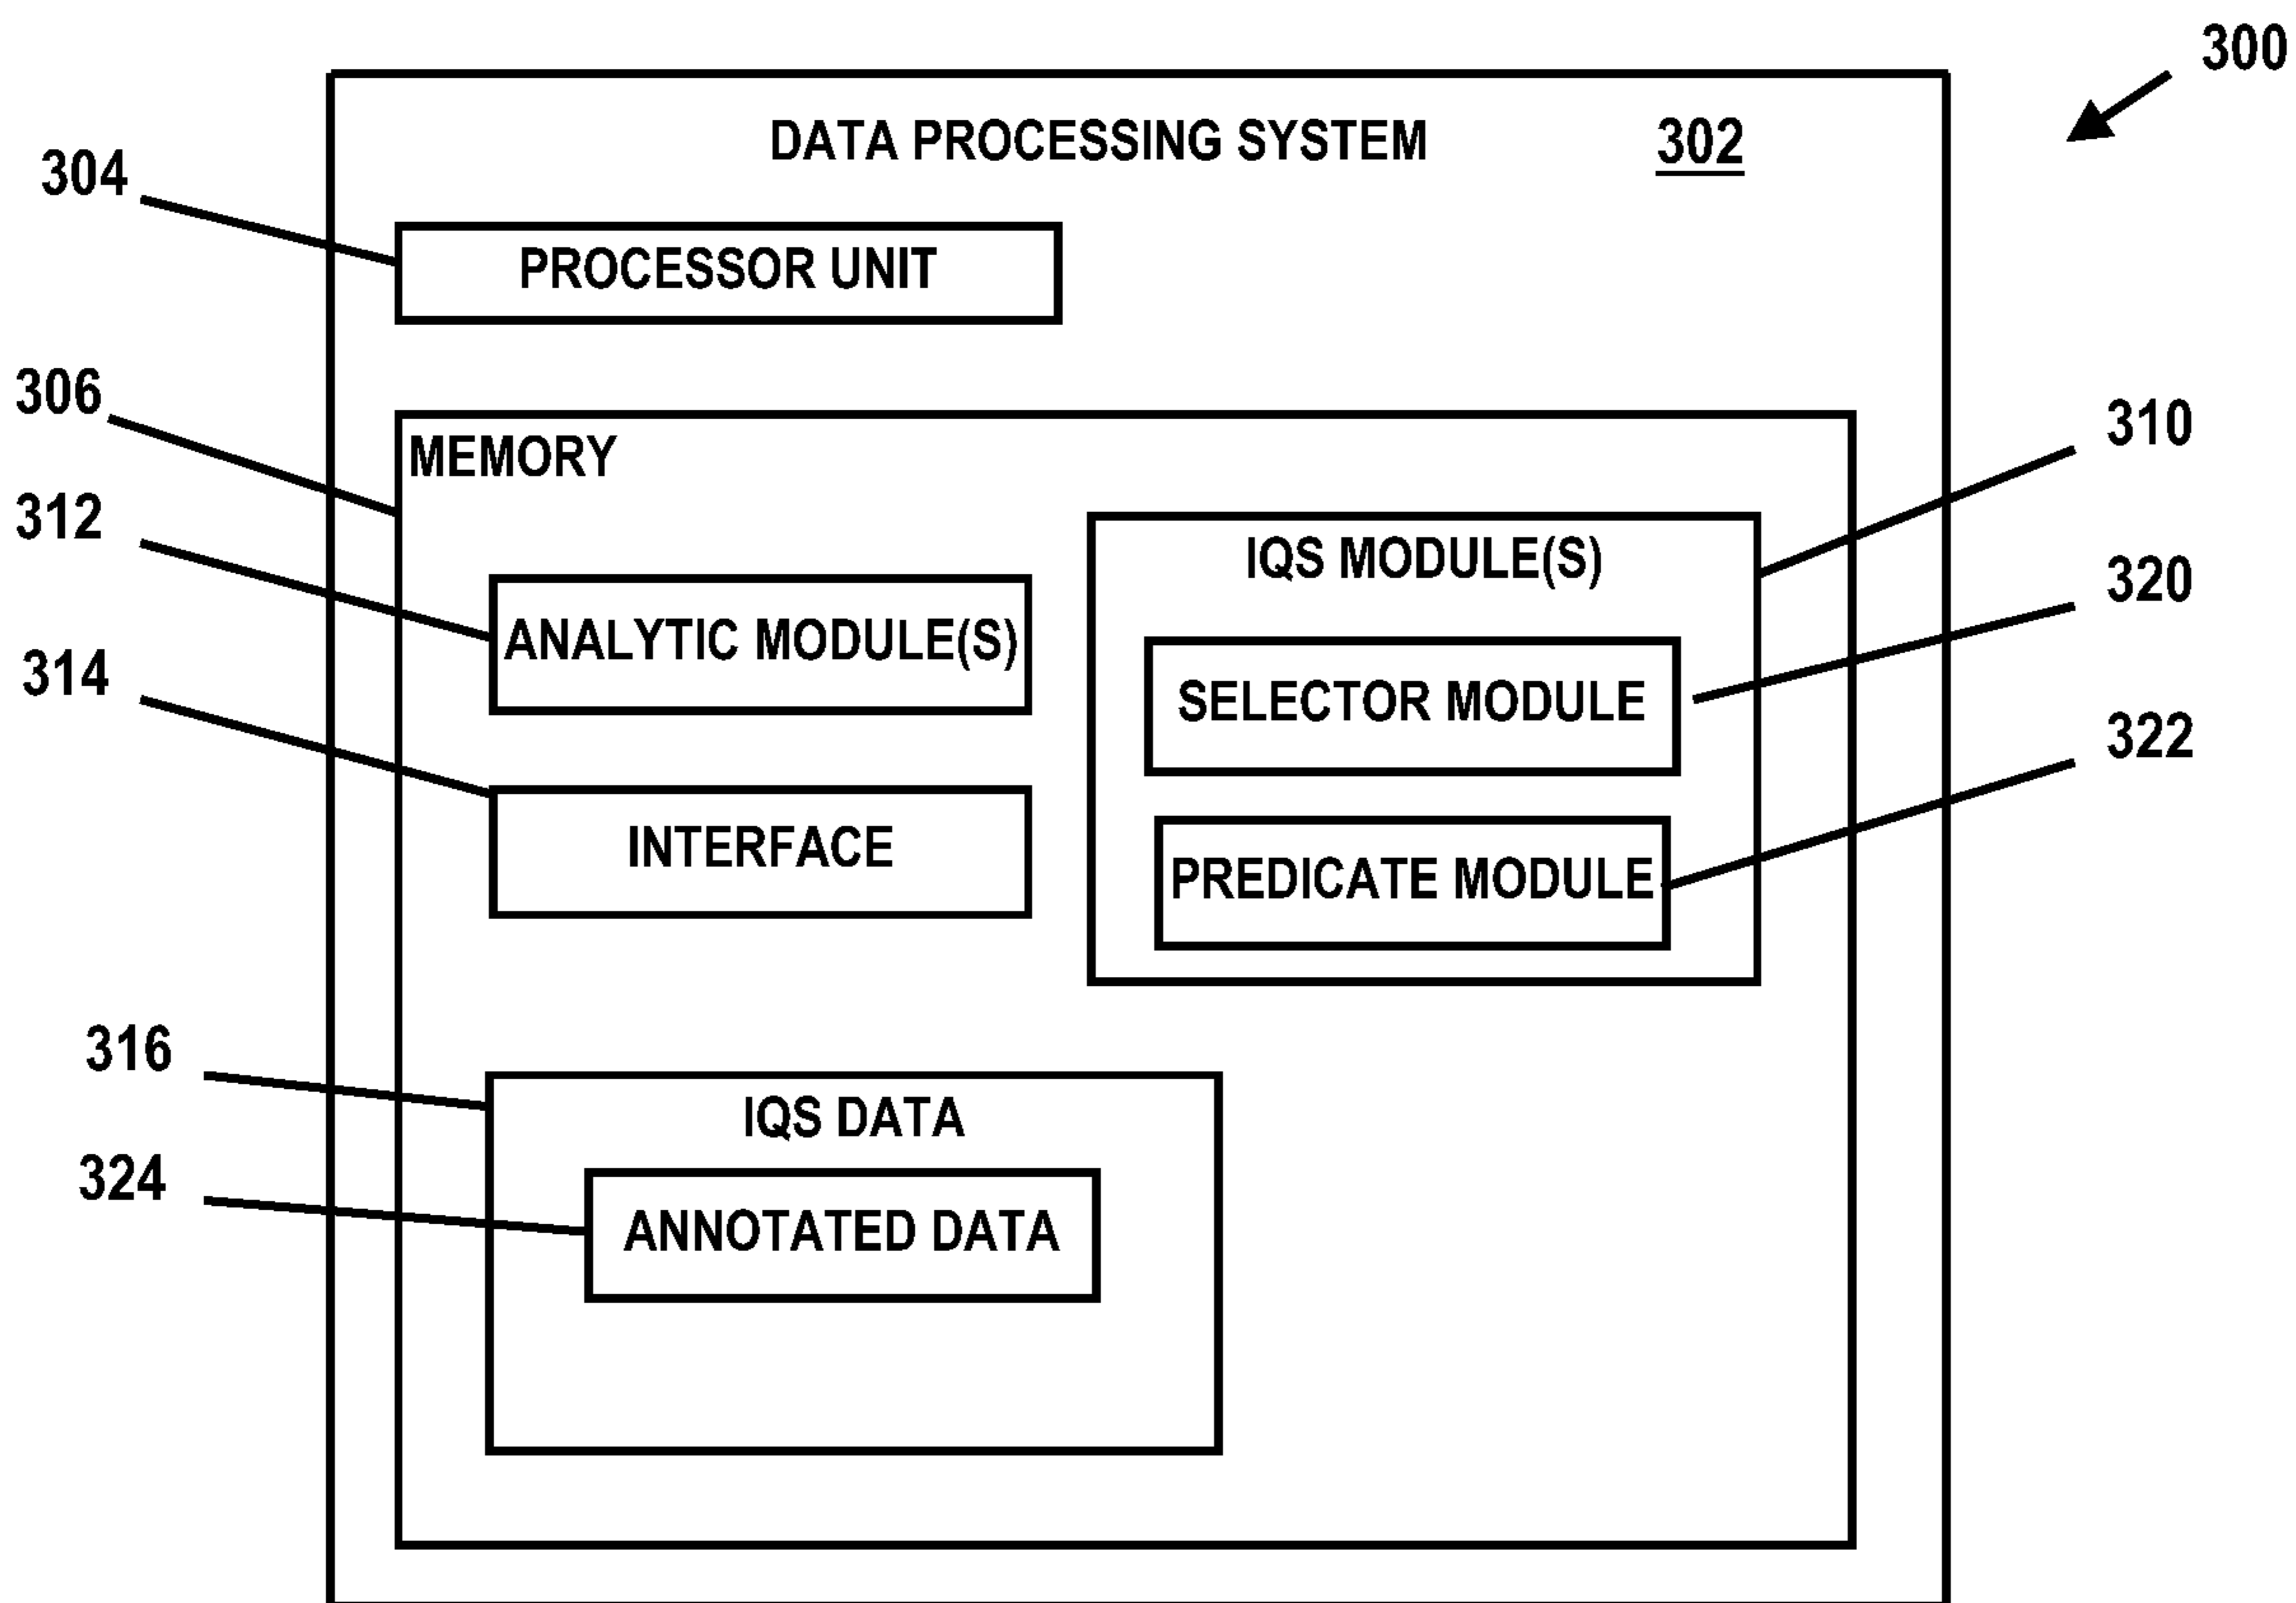 300
DATA PROCESSING SYSTEM 302
304
PROCESSOR UNIT
306
MEMORY
310
312
IQS MODULE(S)
ANALYTIC MODULE(S)
320
314
SELECTOR MODULE
322
INTERFACE
PREDICATE MODULE
316
IQS DATA
324
ANNOTATED DATA